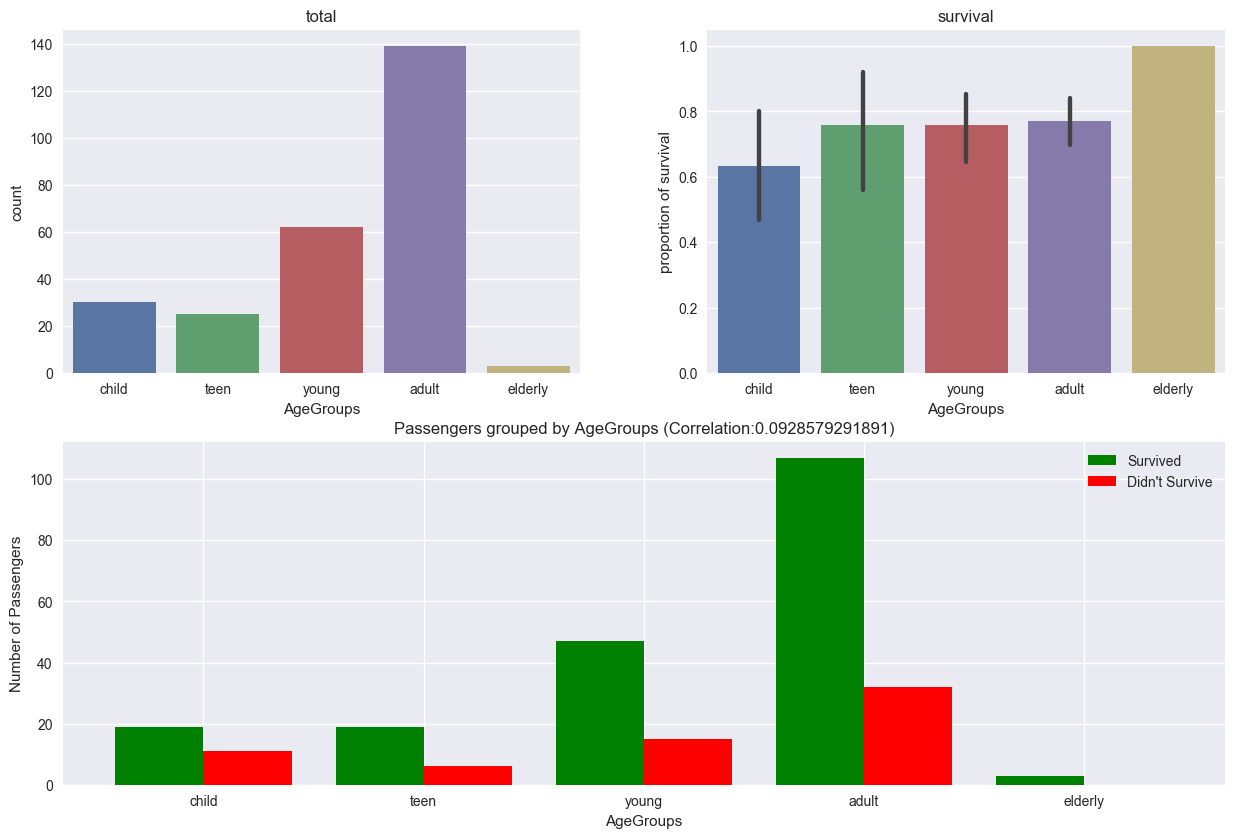 total
140
120
100
80
60
40
20
0
count
child teen young adult elderly
AgeGroups
survival
1.0
0.8
0.6
0.4
0.2
0.0
proportion of survival
child teen young adult elderly
AgeGroups
Passengers grouped by AgeGroups (Correlation:0.0928579291891)
100
80
60
40
20
0
Number of Passengers
Survived
Didn't Survive
child teen young adult elderly
AgeGroups